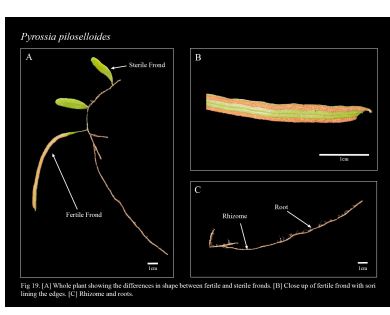 Pyrossia piloselloides
A
Sterile Frond
Fertile Frond
1cm
B
1cm
C
Root
Rhizome
1cm
Fig 19. [A] Whole plant showing the differences in shape between fertile and sterile fronds. [B] Close up of fertile frond with sori
lining the edges. [C] Rhizome and roots.